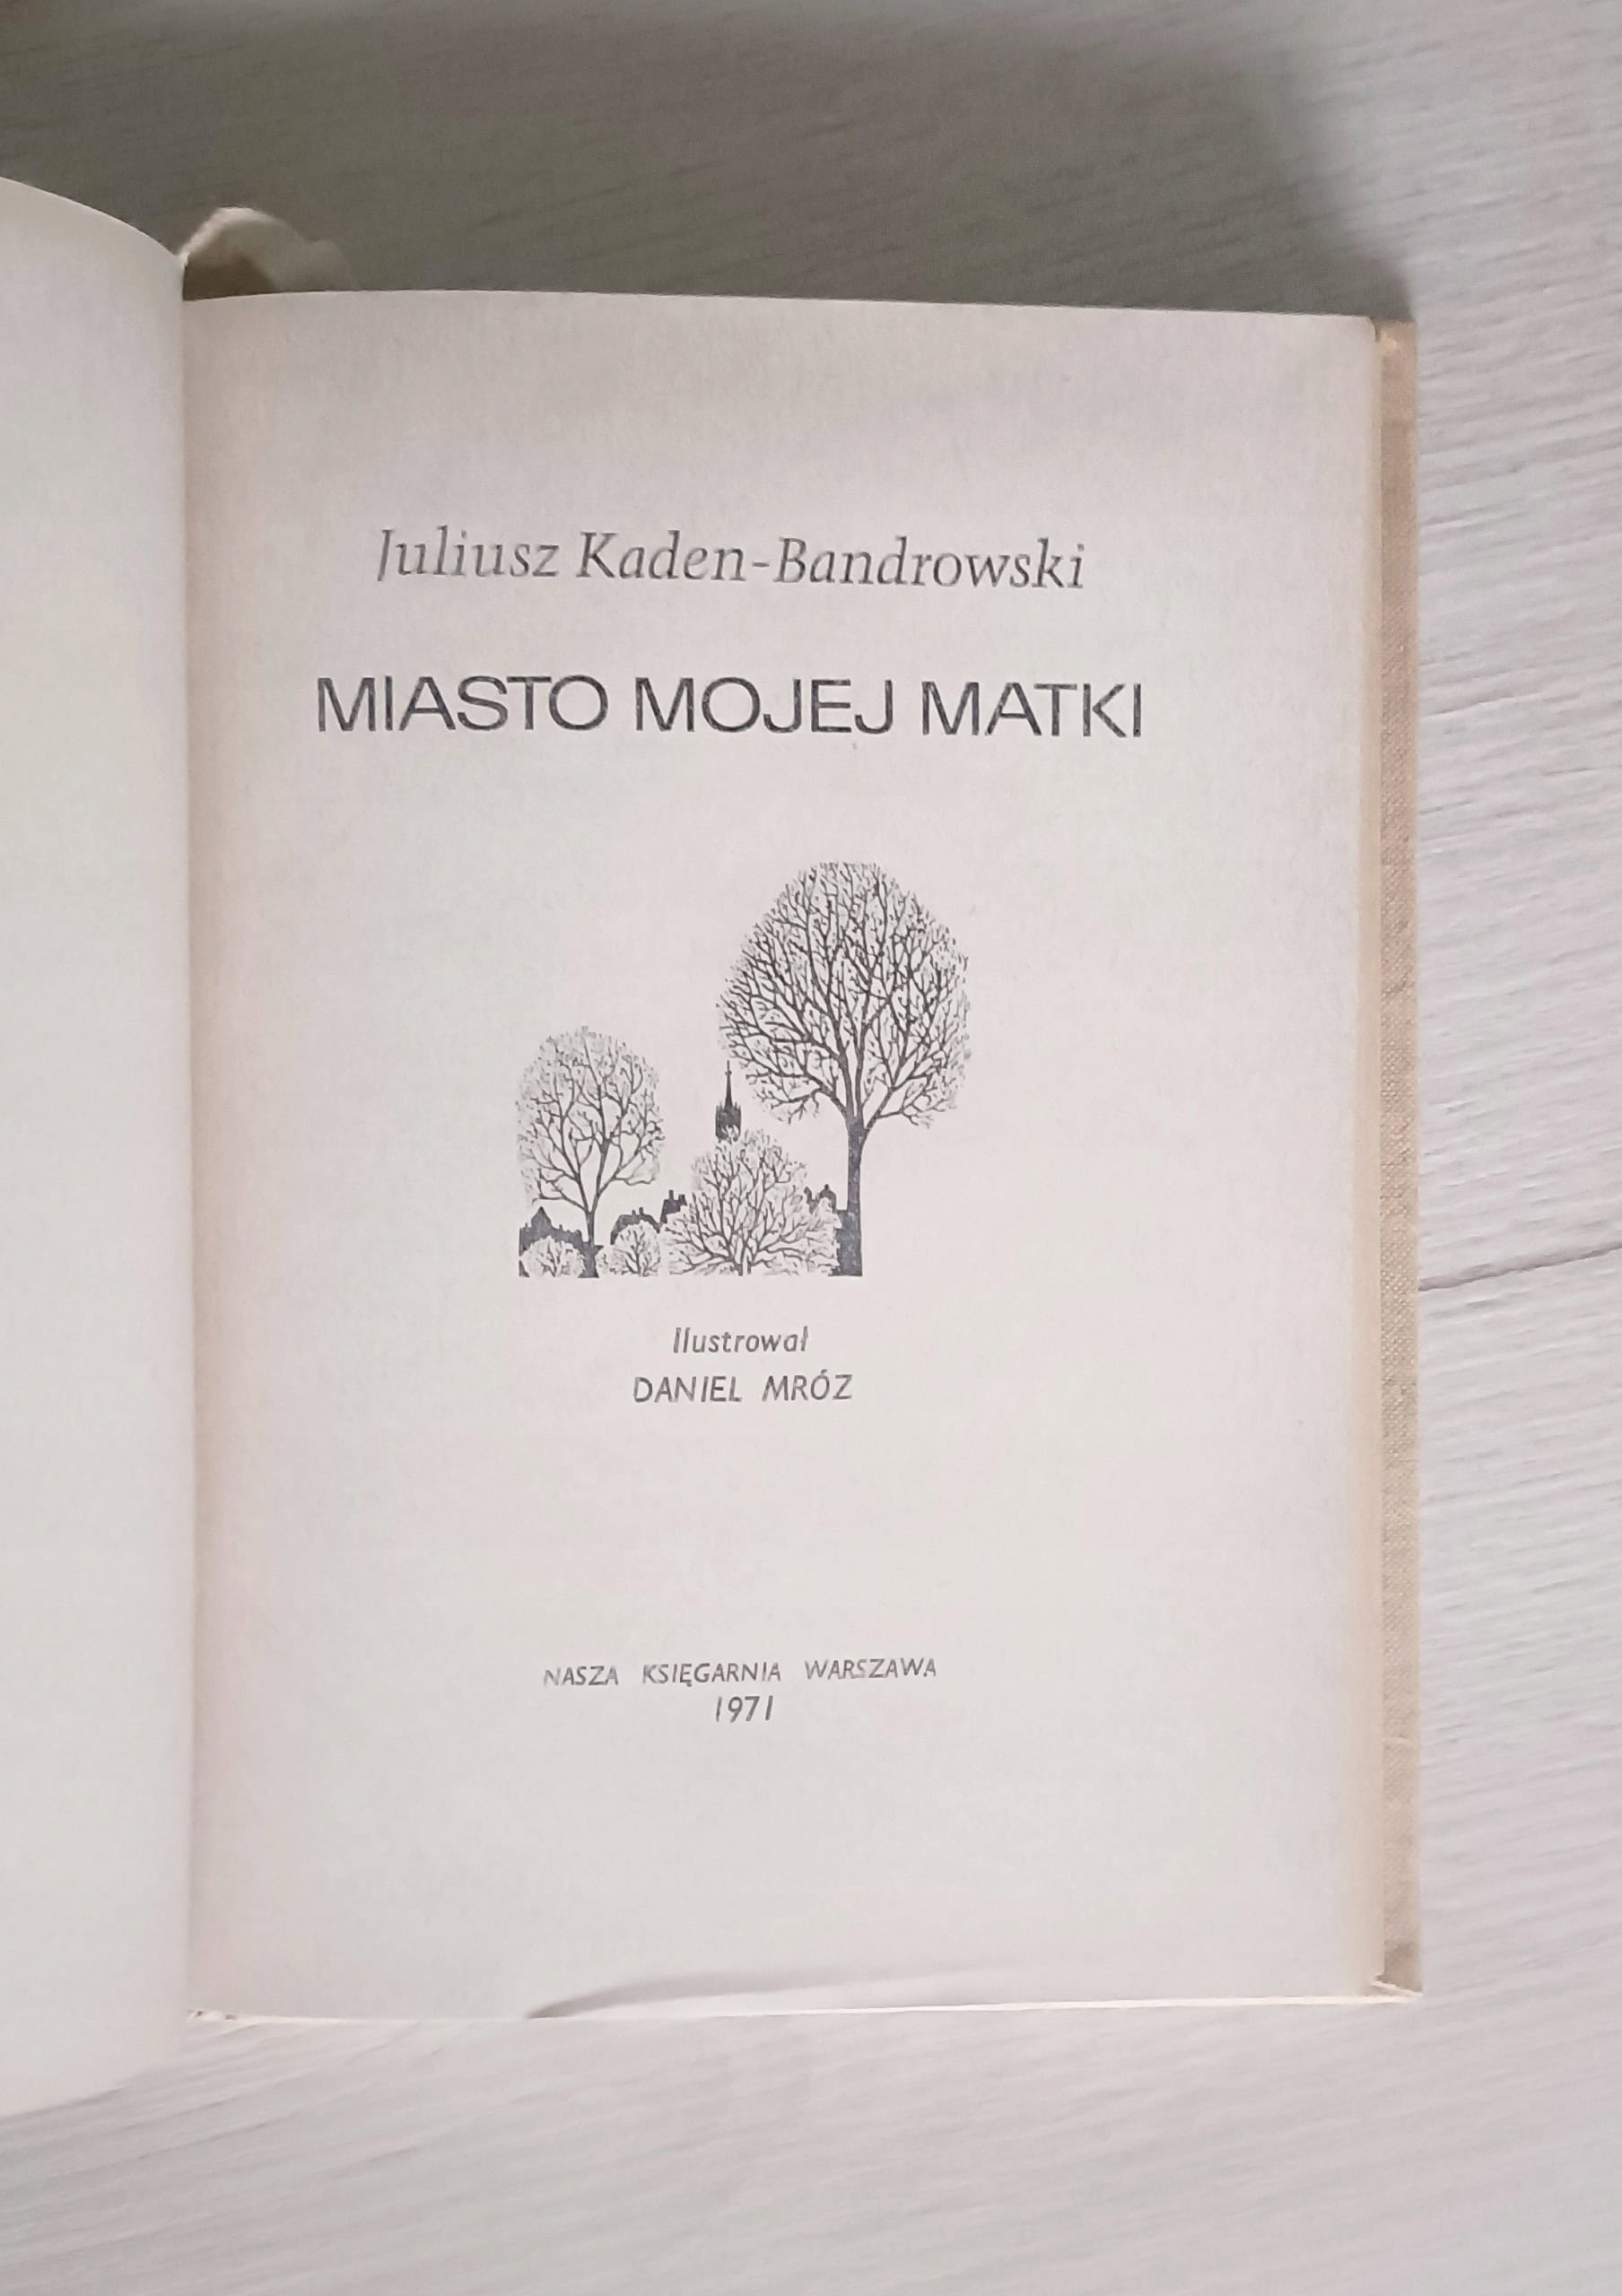 Juliusz Kaden-Bandrowski
MIASTO MOJEJ MATKI
Ilustrował
DANIEL MRÓZ
NASZA KSIĘGARNIA WARSZAWA
1971